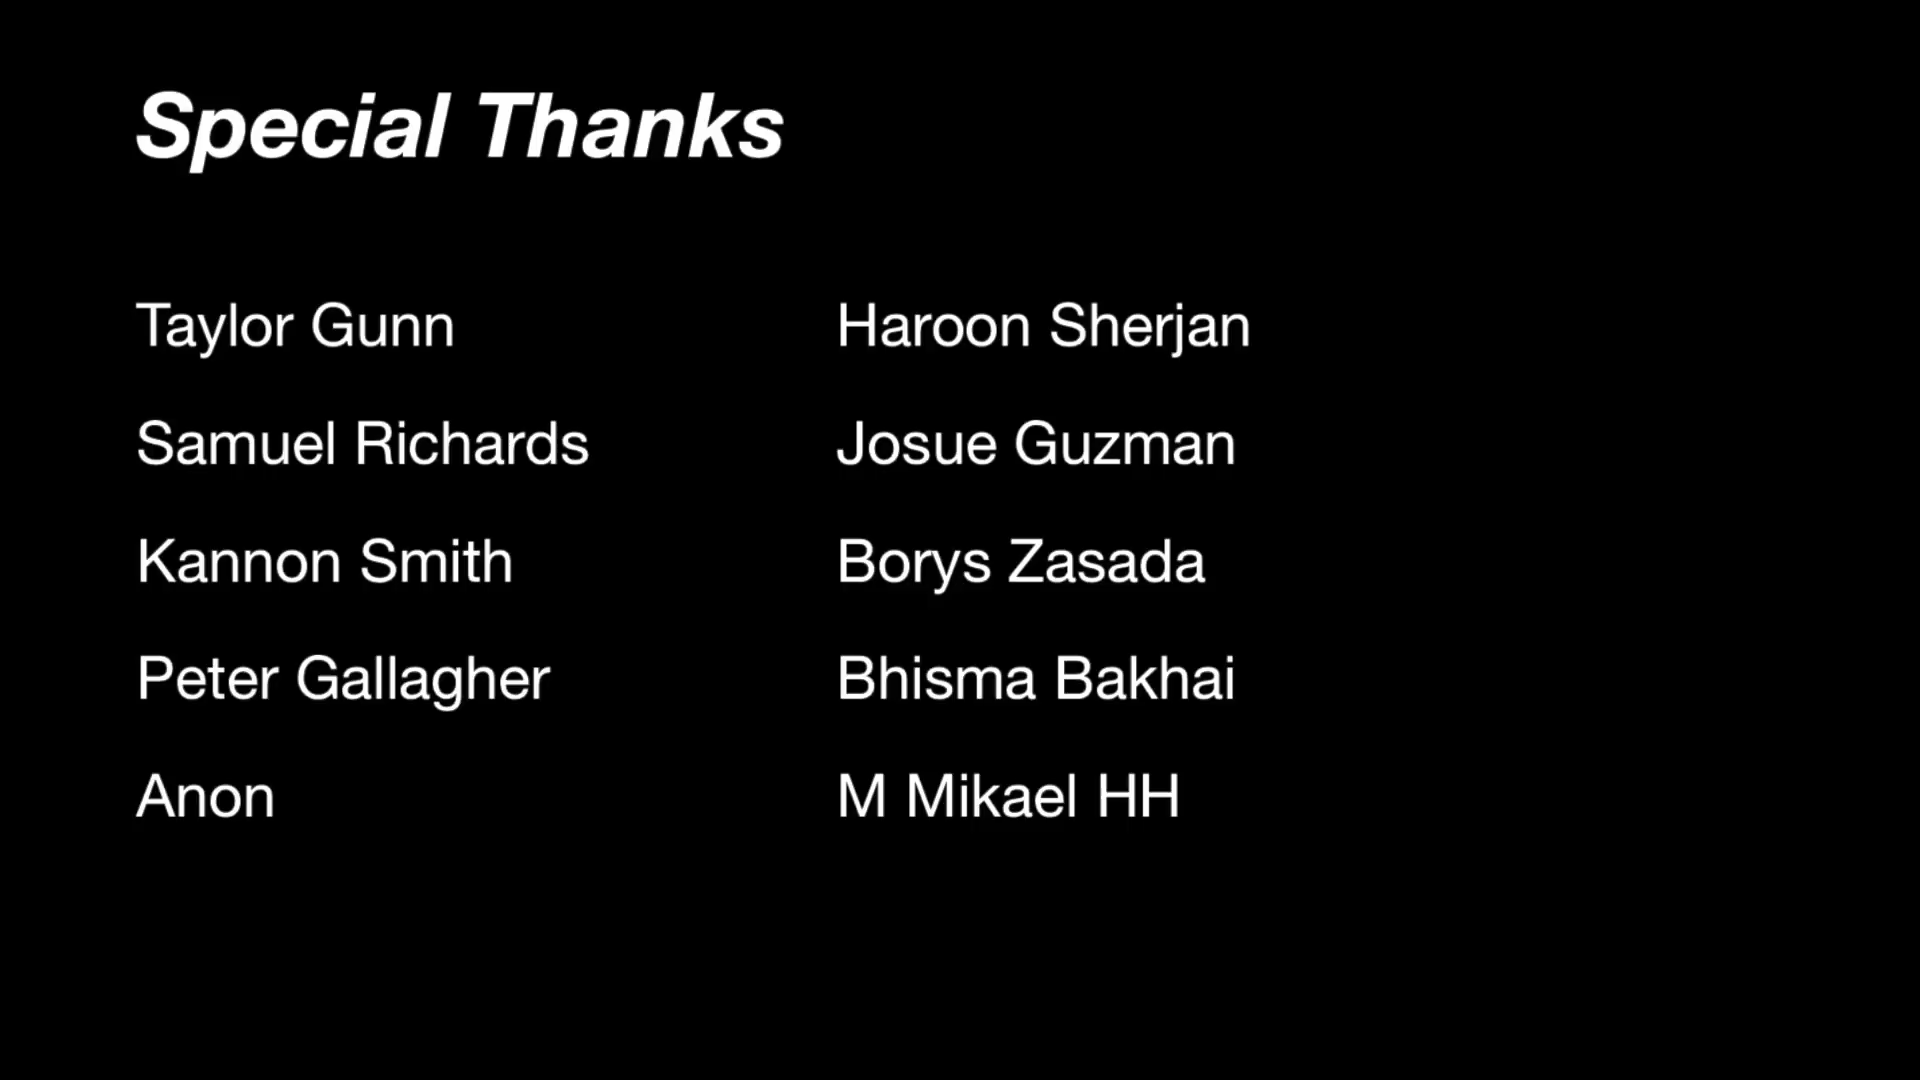 Special Thanks
Taylor Gunn
Samuel Richards
Kannon Smith
Peter Gallagher
Anon
Haroon Sherjan
Josue Guzman
Borys Zasada
Bhisma Bakhai
M Mikael HH